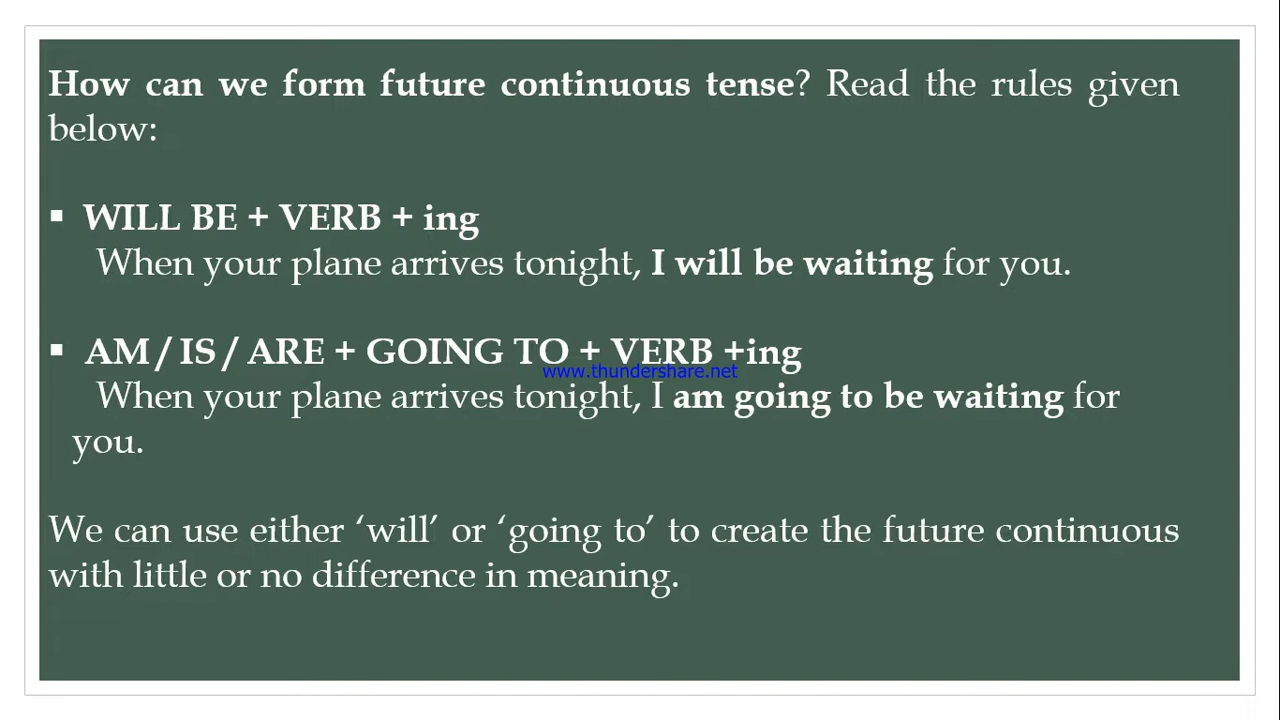 How can we form future continuous tense? Read the rules given
below:
▪ WILL BE + VERB + ing
When your plane arrives tonight, I will be waiting for you.
▪ AM / IS / ARE + GOING TO + VERB +ing
www.thundershare.net
When your plane arrives tonight, I am going to be waiting for
you.
We can use either ‘will’ or ‘going to’ to create the future continuous
with little or no difference in meaning.